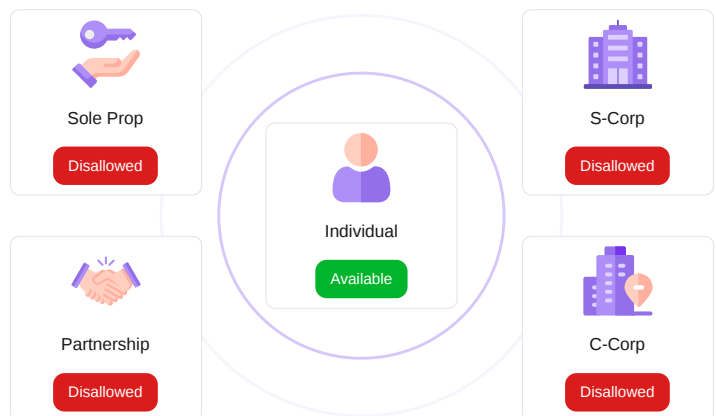 Sole Prop
Disallowed
S-Corp
Disallowed
Individual
Available
Partnership
Disallowed
C-Corp
Disallowed